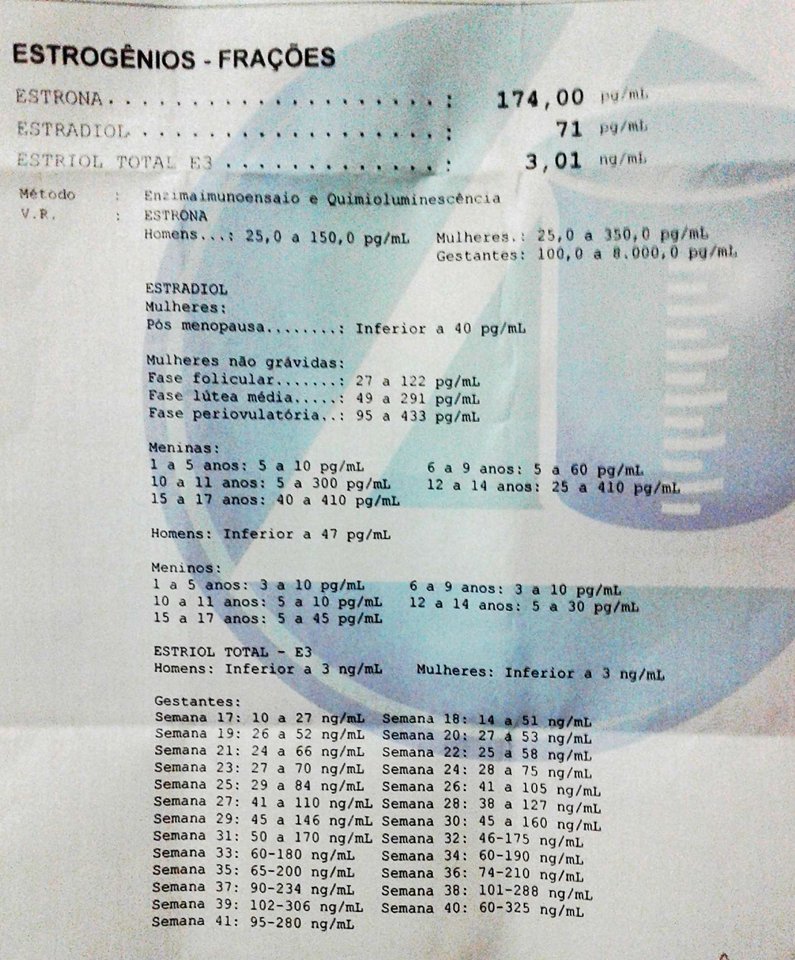 ESTROGÊNIOS - FRAÇÕES
ESTRONA. . . . . . . . . . . . . . . . . . . . : 174,00 pg/mL
ESTRADIOL . . . . . . . . . . . . . . . . . . : 71 pg/mL
ESTRIOL TOTAL E3 . . . . . . . . . . . . . : 3,01 ng/mL
Método : Enzimaimunoensaio e Quimioluminescência
V.R. : ESTRONA
Homens...: 25,0 a 150,0 pg/mL Mulheres.: 25,0 a 350,0 pg/mL
Gestantes: 100,0 a 8.000,0 pg/mL
ESTRADIOL
Mulheres:
Pós menopausa........: Inferior a 40 pg/mL
Mulheres não grávidas:
Fase folicular.......: 27 a 122 pg/mL
Fase lútea média.....: 49 a 291 pg/mL
Fase periovulatória..: 95 a 433 pg/mL
Meninas:
1 a 5 anos: 5 a 10 pg/mL 6 a 9 anos: 5 a 60 pg/mL
10 a 11 anos: 5 a 300 pg/mL 12 a 14 anos: 25 a 410 pg/mL
15 a 17 anos: 40 a 410 pg/mL
Homens: Inferior a 47 pg/mL
Meninos:
1 a 5 anos: 3 a 10 pg/mL 6 a 9 anos: 3 a 10 pg/mL
10 a 11 anos: 5 a 10 pg/mL 12 a 14 anos: 5 a 30 pg/mL
15 a 17 anos: 5 a 45 pg/mL
ESTRIOL TOTAL - E3
Homens: Inferior a 3 ng/mL Mulheres: Inferior a 3 ng/mL
Gestantes:
Semana 17: 10 a 27 ng/mL Semana 18: 14 a 51 ng/mL
Semana 19: 26 a 52 ng/mL Semana 20: 27 a 53 ng/mL
Semana 21: 24 a 66 ng/mL Semana 22: 25 a 58 ng/mL
Semana 23: 27 a 70 ng/mL Semana 24: 28 a 75 ng/mL
Semana 25: 29 a 84 ng/mL Semana 26: 41 a 105 ng/mL
Semana 27: 41 a 110 ng/mL Semana 28: 38 a 127 ng/mL
Semana 29: 45 a 146 ng/mL Semana 30: 45 a 160 ng/mL
Semana 31: 50 a 170 ng/mL Semana 32: 46-175 ng/mL
Semana 33: 60-180 ng/mL Semana 34: 60-190 ng/mL
Semana 35: 65-200 ng/mL Semana 36: 74-210 ng/mL
Semana 37: 90-234 ng/mL Semana 38: 101-288 ng/mL
Semana 39: 102-306 ng/mL Semana 40: 60-325 ng/mL
Semana 41: 95-280 ng/mL